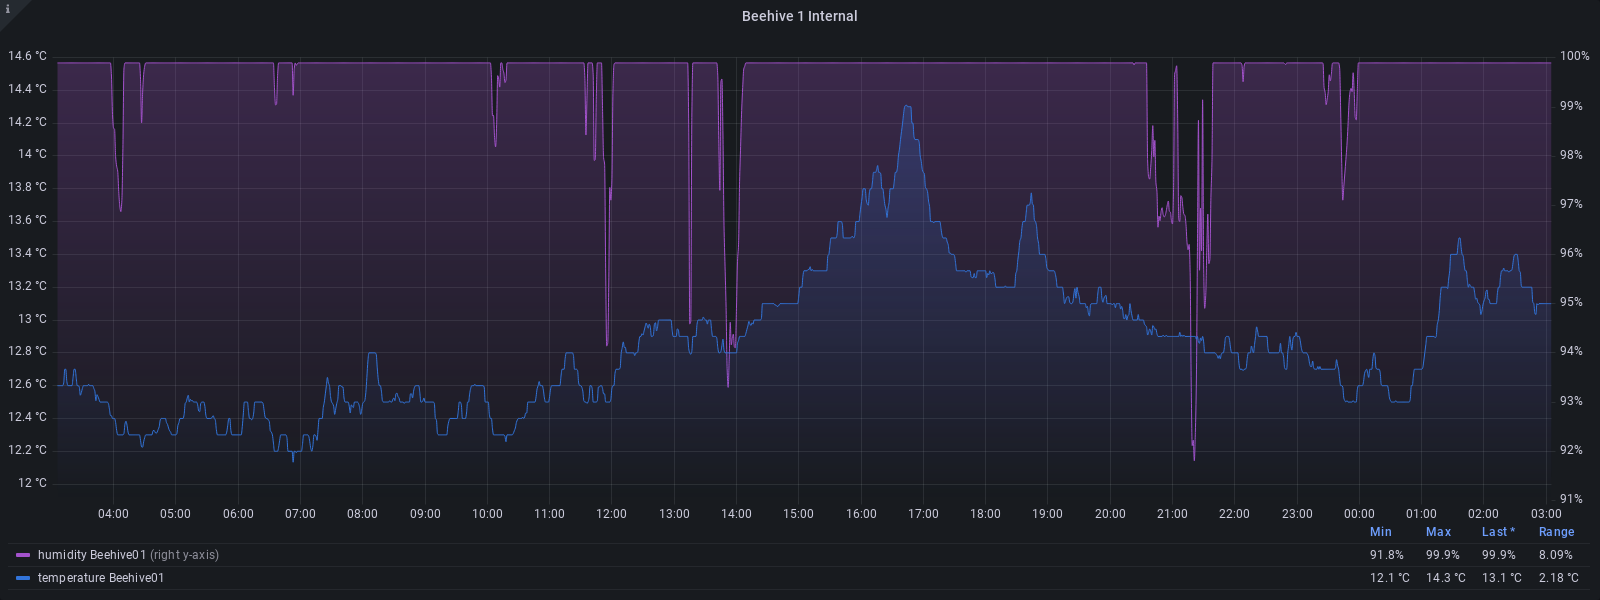 i
Beehive 1 Internal
14.6 °C 100%
14.4 °C
14.2 °C 99%
14 °C 98%
13.8 °C
13.6 °C 97%
13.4 °C 96%
13.2 °C 95%
13 °C
12.8 °C 94%
12.6 °C
12.4 °C 93%
12.2 °C 92%
12 °C 91%
04:00 05:00 06:00 07:00 08:00 09:00 10:00 11:00 12:00 13:00 14:00 15:00 16:00 17:00 18:00 19:00 20:00 21:00 22:00 23:00 00:00 01:00 02:00 03:00
Min Max Last * Range
humidity Beehive01 (right y-axis) 91.8% 99.9% 99.9% 8.09%
temperature Beehive01 12.1 °C 14.3 °C 13.1 °C 2.18 °C